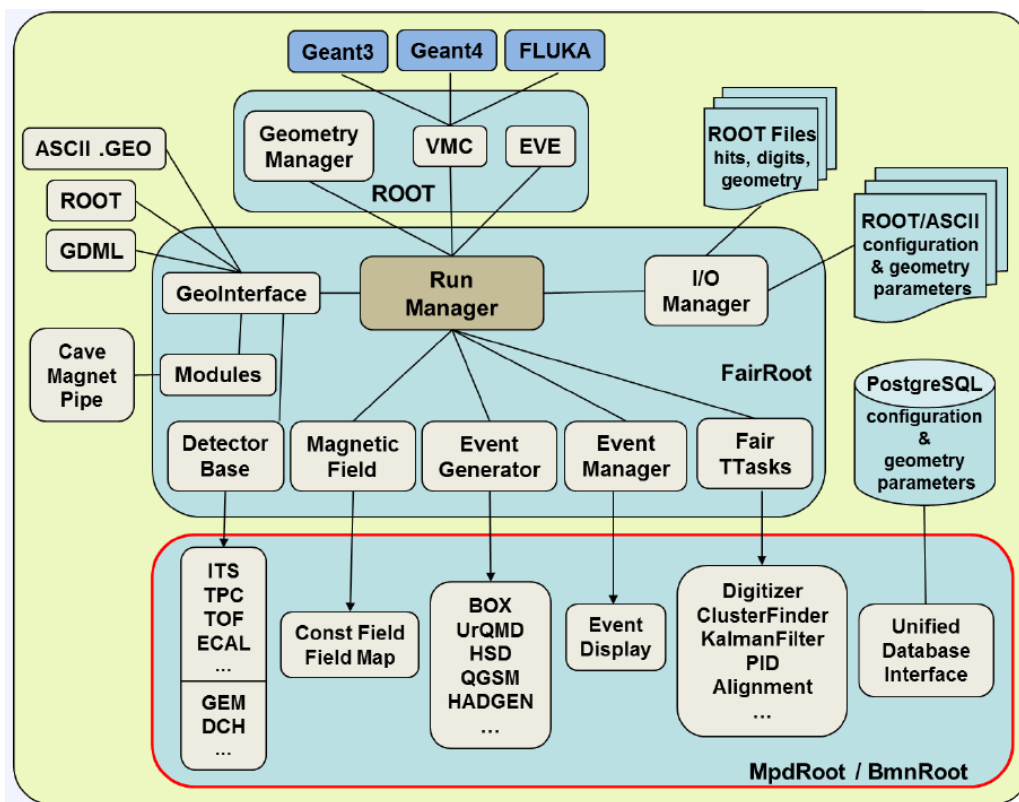 Geant3
Geant4
FLUKA
Geometry
Manager
VMC
EVE
ROOT
ASCII .GEO
ROOT
GDML
ROOT Files
hits, digits,
geometry
ROOT/ASCII
configuration
& geometry
parameters
GeoInterface
Run
Manager
I/O
Manager
Cave
Magnet
Pipe
Modules
FairRoot
PostgreSQL
configuration
&
geometry
parameters
Detector
Base
Magnetic
Field
Event
Generator
Event
Manager
Fair
TTasks
ITS
TPC
TOF
ECAL
...
GEM
DCH
...
Const Field
Field Map
BOX
UrQMD
HSD
QGSM
HADGEN
...
Event
Display
Digitizer
ClusterFinder
KalmanFilter
PID
Alignment
...
Unified
Database
Interface
MpdRoot / BmnRoot